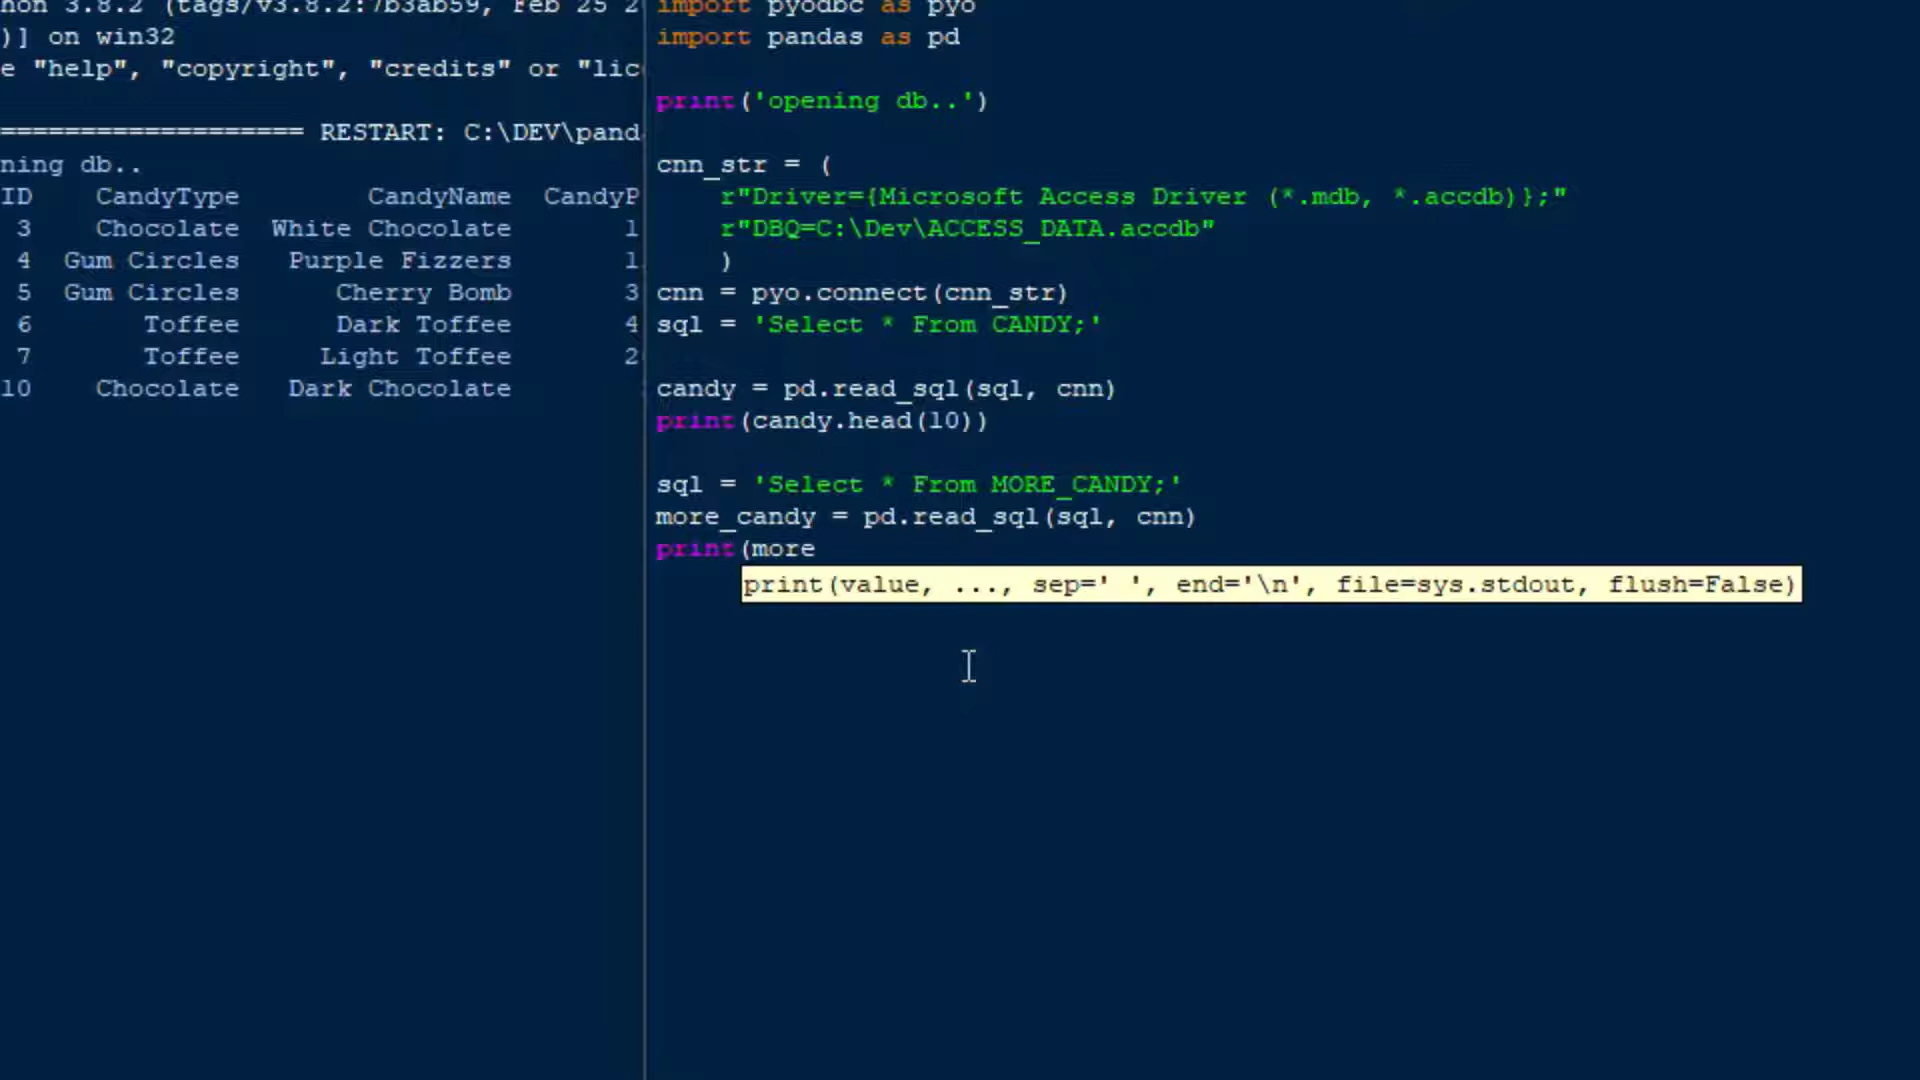 hon 3.8.2 (tags/v3.8.2:7b3ab59, Feb 25 2
)] on win32
e "help", "copyright", "credits" or "lic
=================== RESTART: C:\DEV\pand
ning db..
ID CandyType CandyName CandyP
3 Chocolate White Chocolate 1
4 Gum Circles Purple Fizzers 1
5 Gum Circles Cherry Bomb 3
6 Toffee Dark Toffee 4
7 Toffee Light Toffee 2
10 Chocolate Dark Chocolate
import pyodbc as pyo
import pandas as pd
print('opening db..')
cnn_str = (
r"Driver={Microsoft Access Driver (*.mdb, *.accdb)};"
r"DBQ=C:\Dev\ACCESS_DATA.accdb"
)
cnn = pyo.connect(cnn_str)
sql = 'Select * From CANDY;'
candy = pd.read_sql(sql, cnn)
print(candy.head(10))
sql = 'Select * From MORE_CANDY;'
more_candy = pd.read_sql(sql, cnn)
print(more
print(value, ..., sep=' ', end='\n', file=sys.stdout, flush=False)